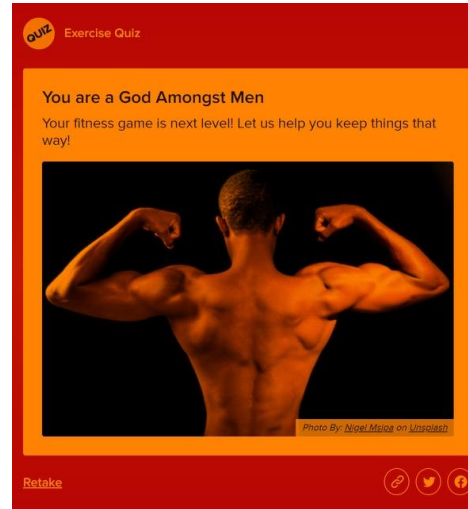 QUIZ
Exercise Quiz
You are a God Amongst Men
Your fitness game is next level! Let us help you keep things that
way!
Photo By: Nigel Msipa on Unsplash
Retake